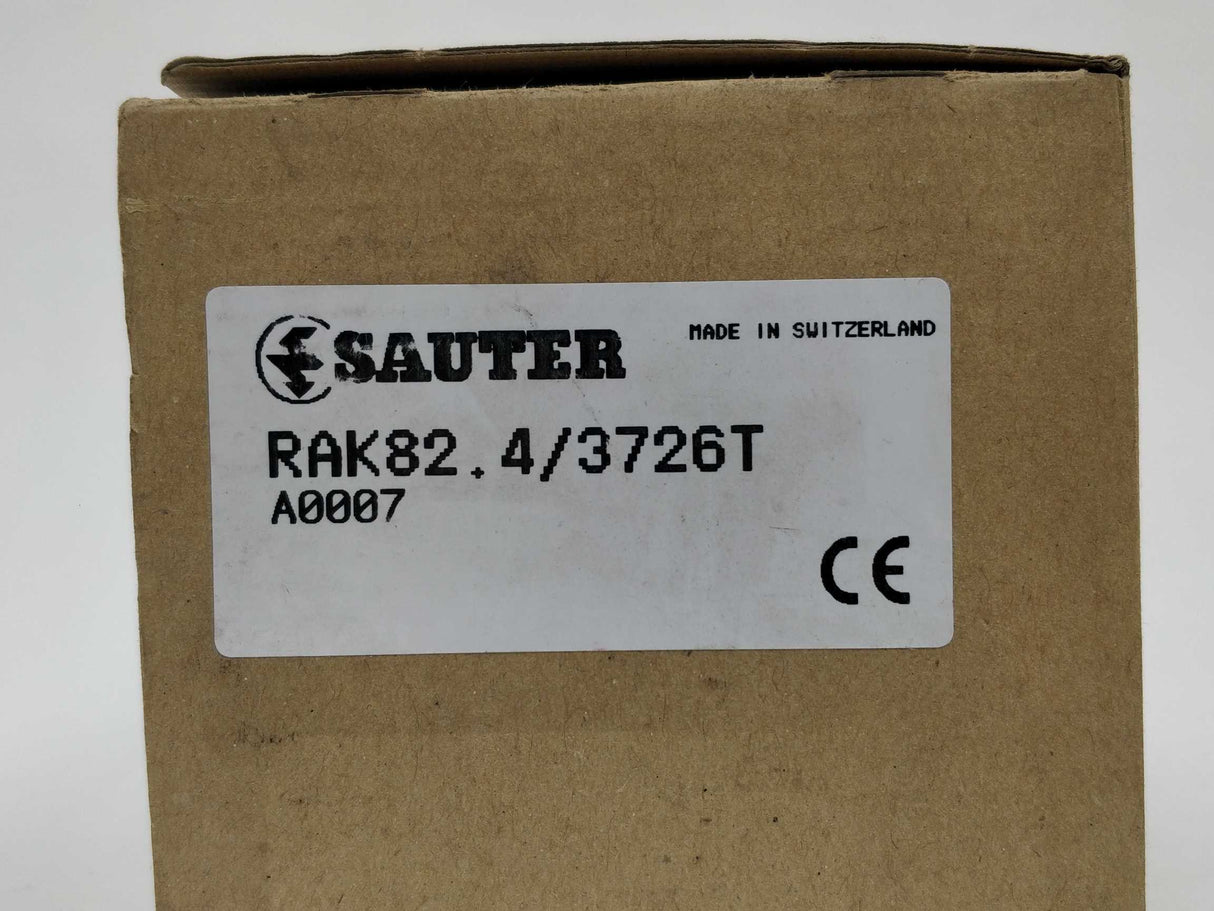 SAUTER
MADE IN SWITZERLAND
RAK82.4/3726T
A0007
CE